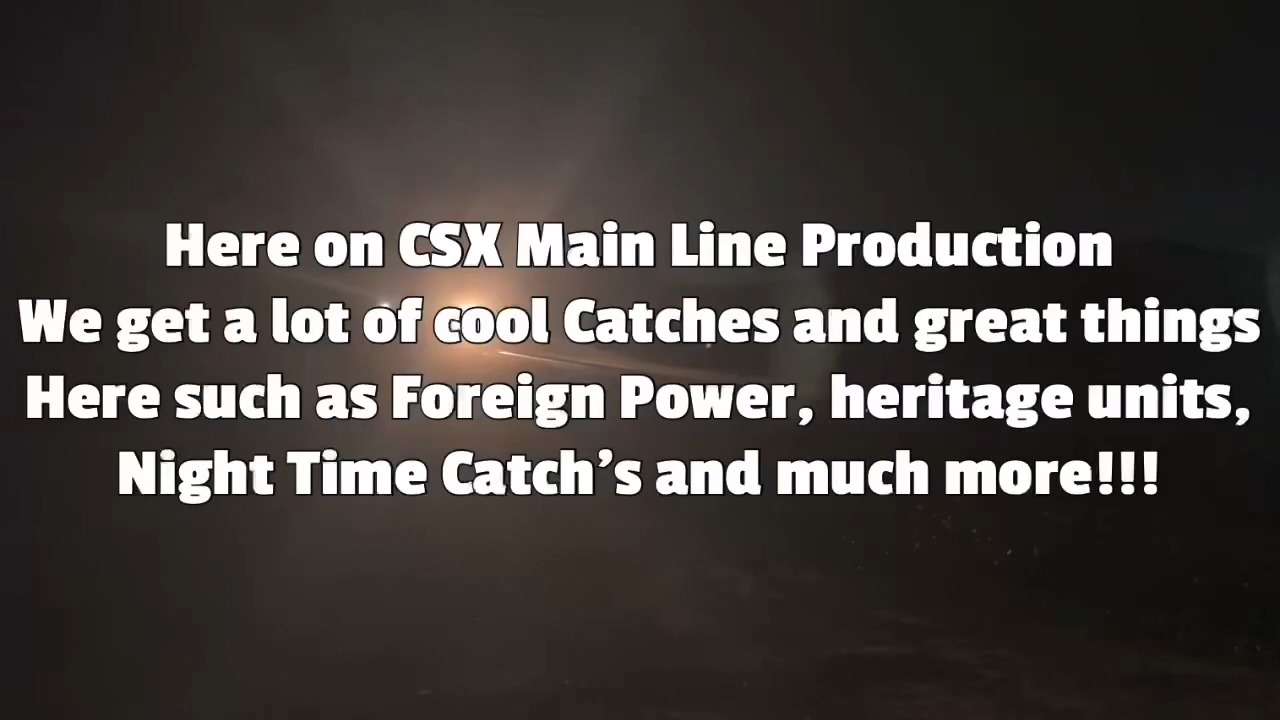 Here on CSX Main Line Production
We get a lot of cool Catches and great things
Here such as Foreign Power, heritage units,
Night Time Catch’s and much more!!!